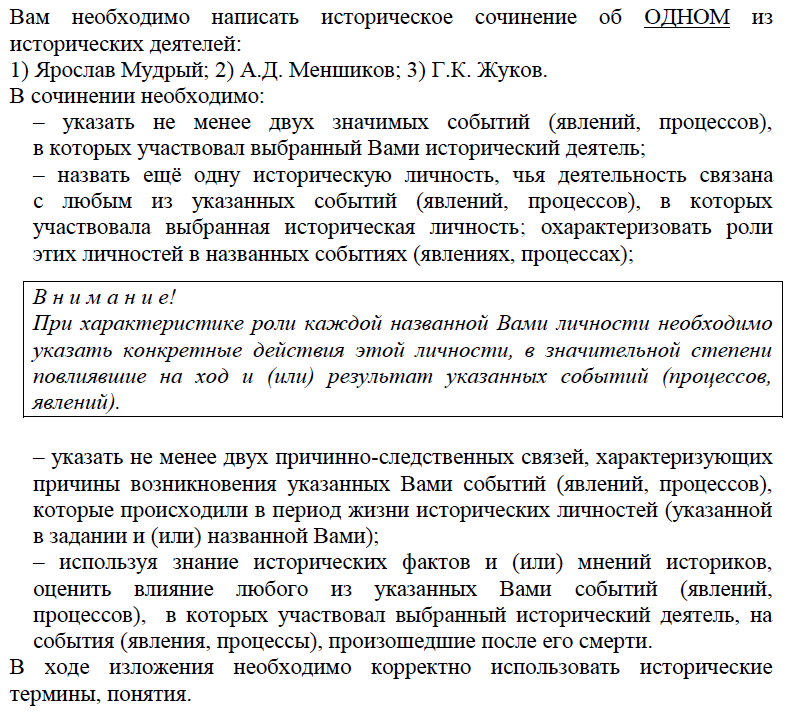 Вам необходимо написать историческое сочинение об ОДНОМ из
исторических деятелей:
1) Ярослав Мудрый; 2) А.Д. Меншиков; 3) Г.К. Жуков.
В сочинении необходимо:
– указать не менее двух значимых событий (явлений, процессов),
в которых участвовал выбранный Вами исторический деятель;
– назвать ещё одну историческую личность, чья деятельность связана
с любым из указанных событий (явлений, процессов), в которых
участвовала выбранная историческая личность; охарактеризовать роли
этих личностей в названных событиях (явлениях, процессах);
В н и м а н и е!
При характеристике роли каждой названной Вами личности необходимо
указать конкретные действия этой личности, в значительной степени
повлиявшие на ход и (или) результат указанных событий (процессов,
явлений).
– указать не менее двух причинно-следственных связей, характеризующих
причины возникновения указанных Вами событий (явлений, процессов),
которые происходили в период жизни исторических личностей (указанной
в задании и (или) названной Вами);
– используя знание исторических фактов и (или) мнений историков,
оценить влияние любого из указанных Вами событий (явлений,
процессов), в которых участвовал выбранный исторический деятель, на
события (явления, процессы), произошедшие после его смерти.
В ходе изложения необходимо корректно использовать исторические
термины, понятия.